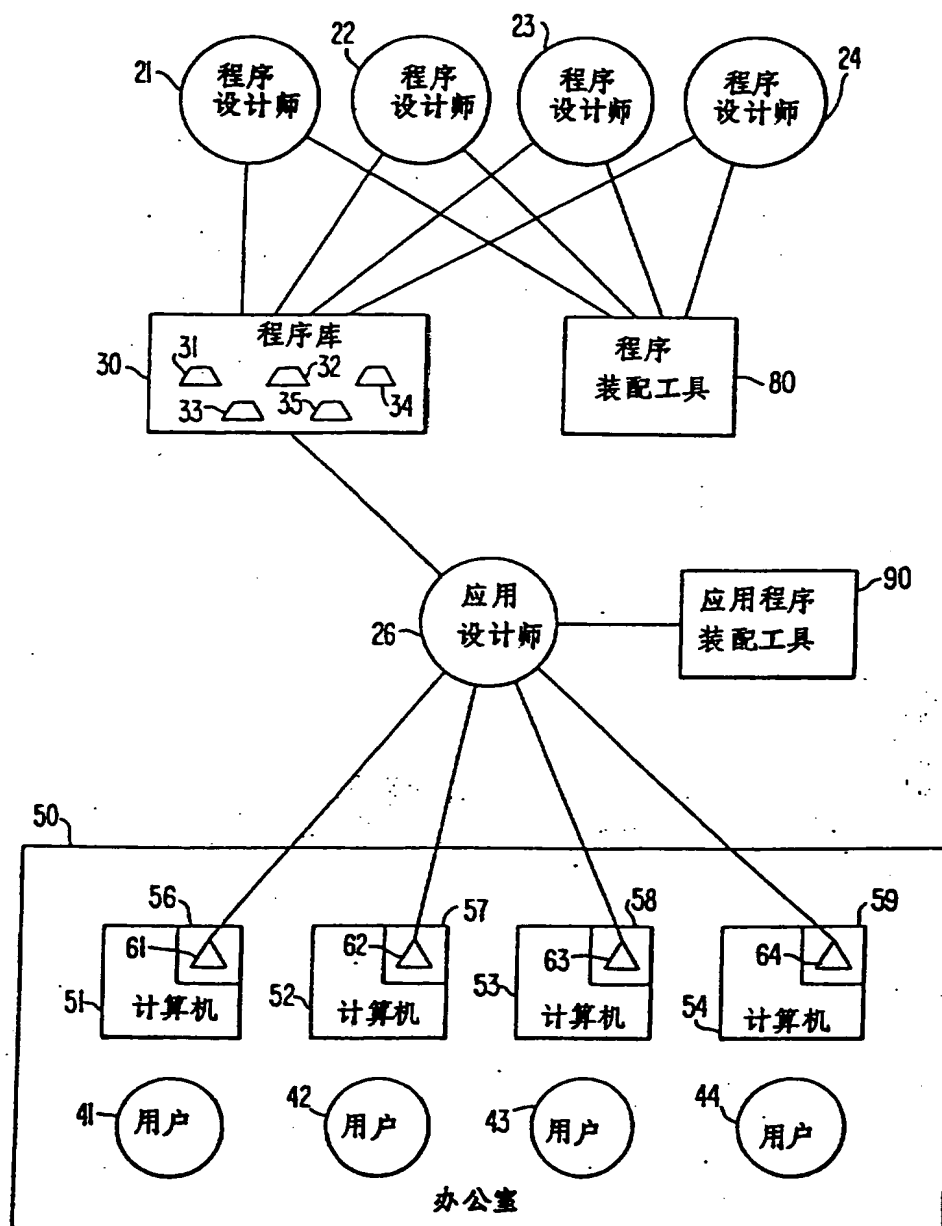 21
程序
设计师
22
程序
设计师
23
程序
设计师
24
程序
设计师
30
程序库
31
32
34
33
35
程序
装配工具
80
26
应用
设计师
90
应用程序
装配工具
50
56
61
51
计算机
57
62
52
计算机
58
63
53
计算机
59
64
54
计算机
41
用户
42
用户
43
用户
44
用户
办公室